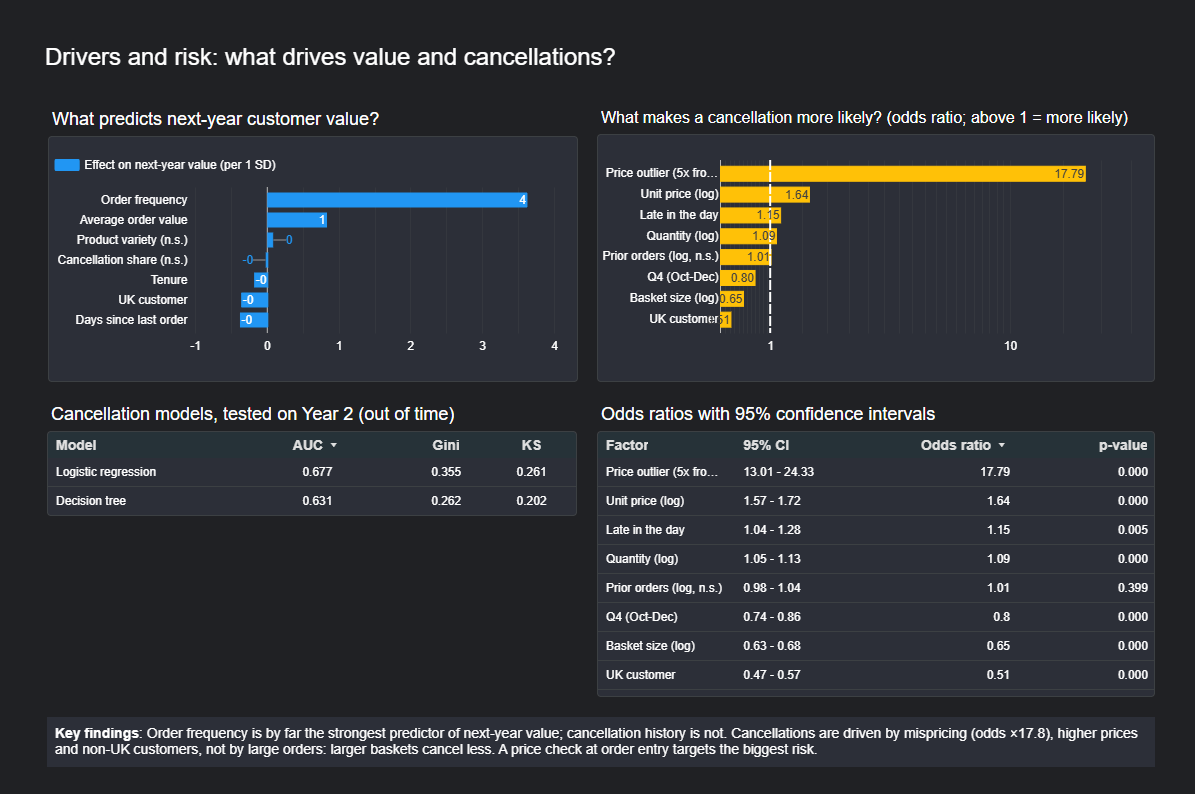 Drivers and risk: what drives value and cancellations?
What predicts next-year customer value?
Effect on next-year value (per 1 SD)
Order frequency 4
Average order value 1
Product variety (n.s.) 0
Cancellation share (n.s.) -0
Tenure -0
UK customer -0
Days since last order -0
-1 0 1 2 3 4
What makes a cancellation more likely? (odds ratio; above 1 = more likely)
Price outlier (5x fro... 17.79
Unit price (log) 1.64
Late in the day 1.15
Quantity (log) 1.09
Prior orders (log, n.s.) 1.01
Q4 (Oct-Dec) 0.80
Basket size (log) 0.65
UK customer
1 10
Cancellation models, tested on Year 2 (out of time)
Model AUC Gini KS
Logistic regression 0.677 0.355 0.261
Decision tree 0.631 0.262 0.202
Odds ratios with 95% confidence intervals
Factor 95% CI Odds ratio p-value
Price outlier (5x fro... 13.01 - 24.33 17.79 0.000
Unit price (log) 1.57 - 1.72 1.64 0.000
Late in the day 1.04 - 1.28 1.15 0.005
Quantity (log) 1.05 - 1.13 1.09 0.000
Prior orders (log, n.s.) 0.98 - 1.04 1.01 0.399
Q4 (Oct-Dec) 0.74 - 0.86 0.8 0.000
Basket size (log) 0.63 - 0.68 0.65 0.000
UK customer 0.47 - 0.57 0.51 0.000
Key findings: Order frequency is by far the strongest predictor of next-year value; cancellation history is not. Cancellations are driven by mispricing (odds ×17.8), higher prices
and non-UK customers, not by large orders: larger baskets cancel less. A price check at order entry targets the biggest risk.